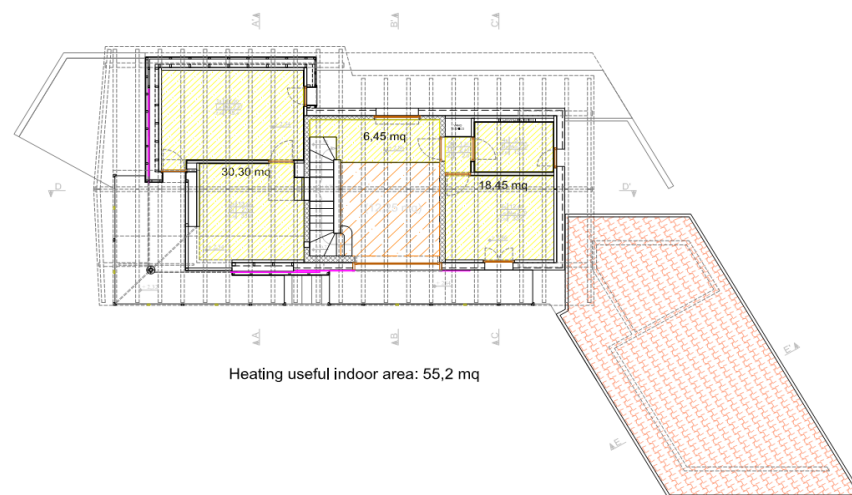 A'
B'
C'
6,45 mq
30,30 mq
18,45 mq
D
D'
A
B
C
E'
Heating useful indoor area: 55,2 mq
E